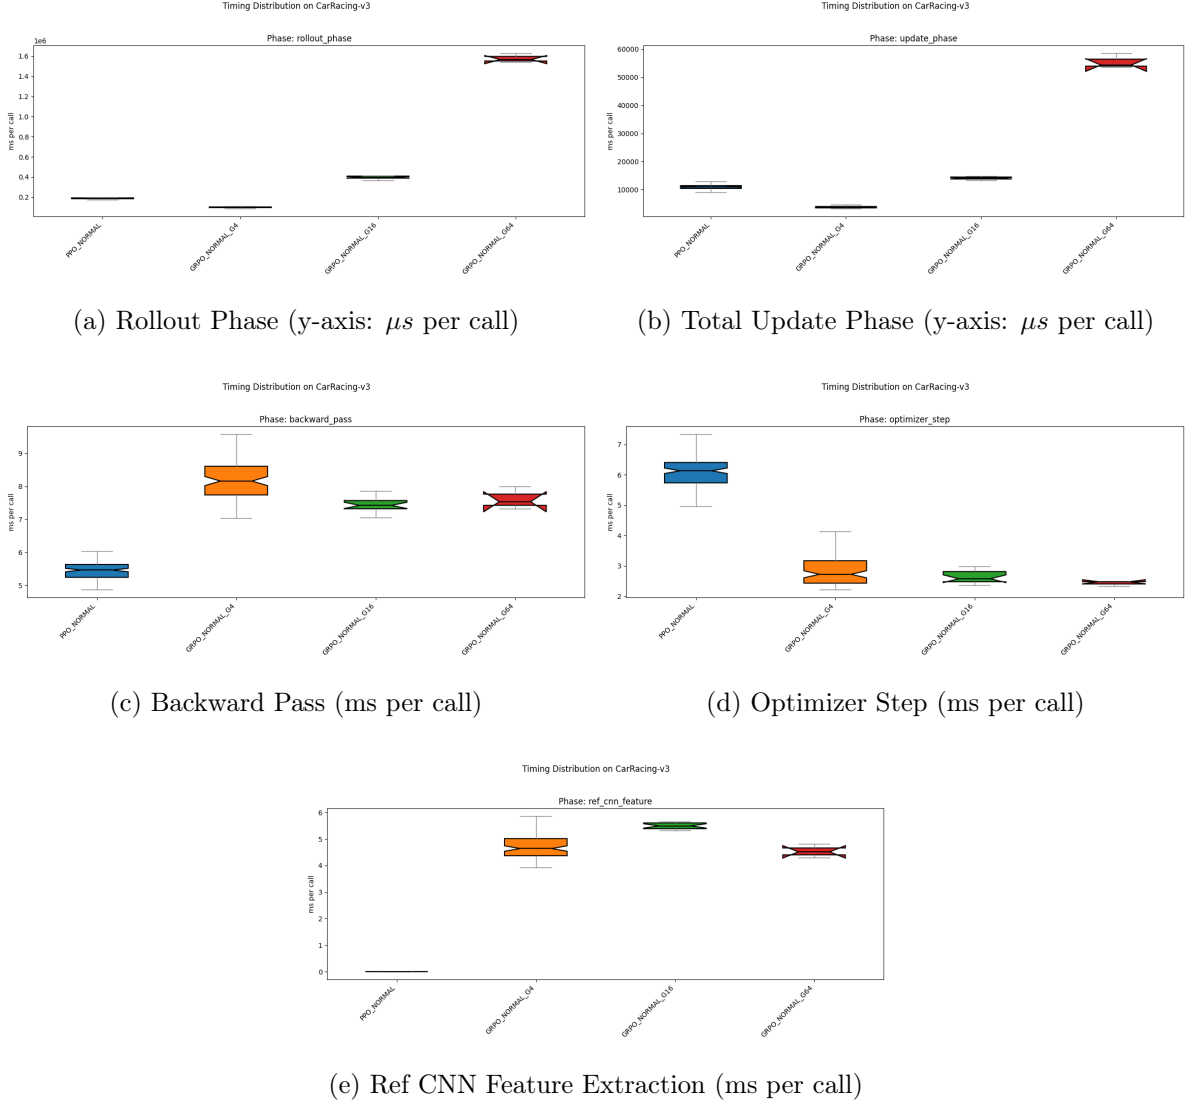 Timing Distribution on CarRacing-v3
Phase: rollout_phase
1e6
ms per call
1.6
1.4
1.2
1.0
0.8
0.6
0.4
0.2
PPO_NORMAL
GRPO_NORMAL_G4
GRPO_NORMAL_G16
GRPO_NORMAL_G64
(a) Rollout Phase (y-axis: μs per call)
Timing Distribution on CarRacing-v3
Phase: update_phase
ms per call
60000
50000
40000
30000
20000
10000
PPO_NORMAL
GRPO_NORMAL_G4
GRPO_NORMAL_G16
GRPO_NORMAL_G64
(b) Total Update Phase (y-axis: μs per call)
Timing Distribution on CarRacing-v3
Phase: backward_pass
ms per call
9
8
7
6
5
PPO_NORMAL
GRPO_NORMAL_G4
GRPO_NORMAL_G16
GRPO_NORMAL_G64
(c) Backward Pass (ms per call)
Timing Distribution on CarRacing-v3
Phase: optimizer_step
ms per call
7
6
5
4
3
2
PPO_NORMAL
GRPO_NORMAL_G4
GRPO_NORMAL_G16
GRPO_NORMAL_G64
(d) Optimizer Step (ms per call)
Timing Distribution on CarRacing-v3
Phase: ref_cnn_feature
ms per call
6
5
4
3
2
1
0
PPO_NORMAL
GRPO_NORMAL_G4
GRPO_NORMAL_G16
GRPO_NORMAL_G64
(e) Ref CNN Feature Extraction (ms per call)